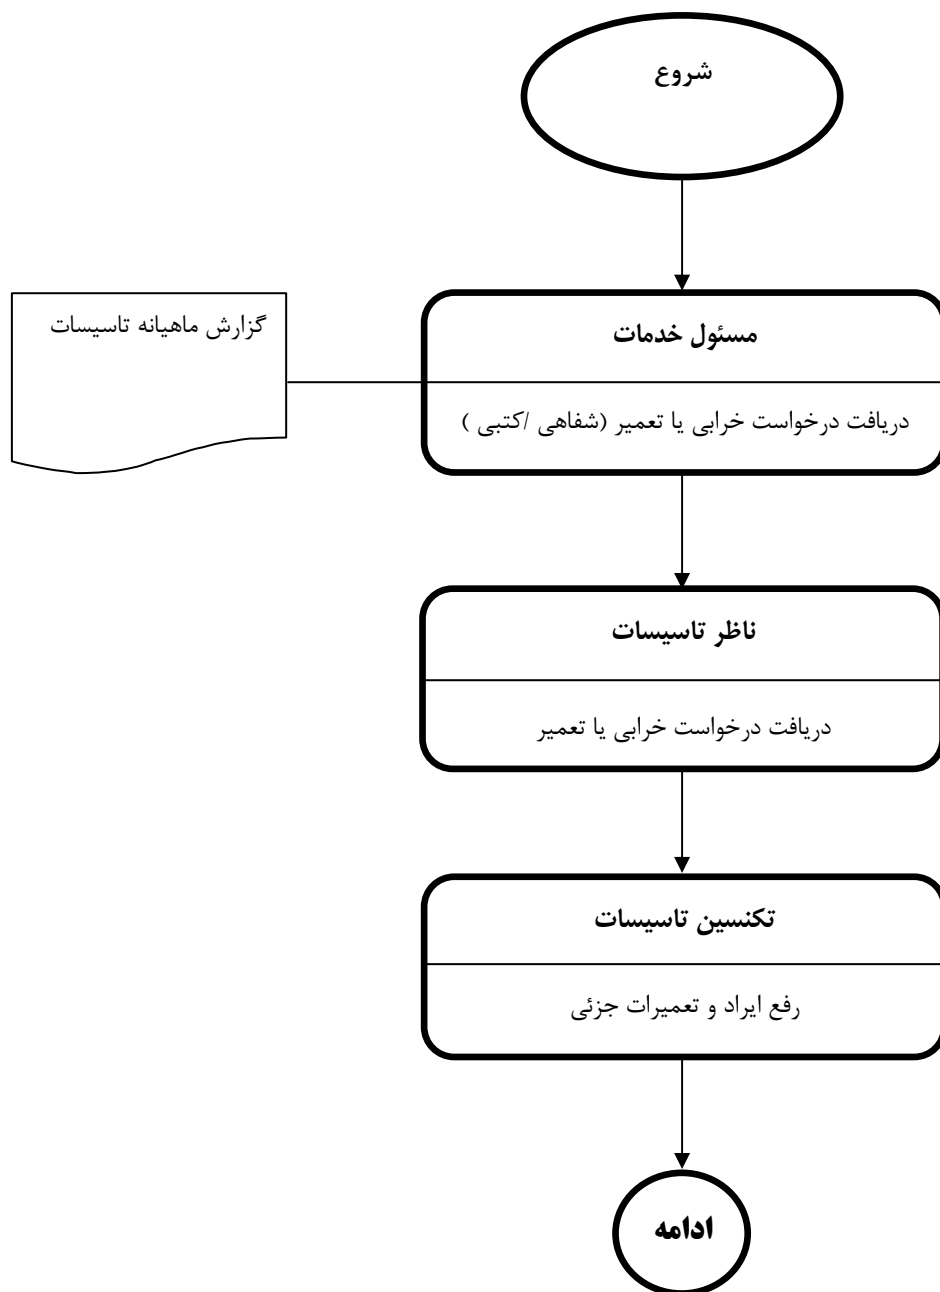 شروع
گزارش ماهیانه تاسیسات
مسئول خدمات
دریافت درخواست خرابی یا تعمیر (شفاهی /کتبی )
ناظر تاسیسات
دریافت درخواست خرابی یا تعمیر
تکنسین تاسیسات
رفع ایراد و تعمیرات جزئی
ادامه